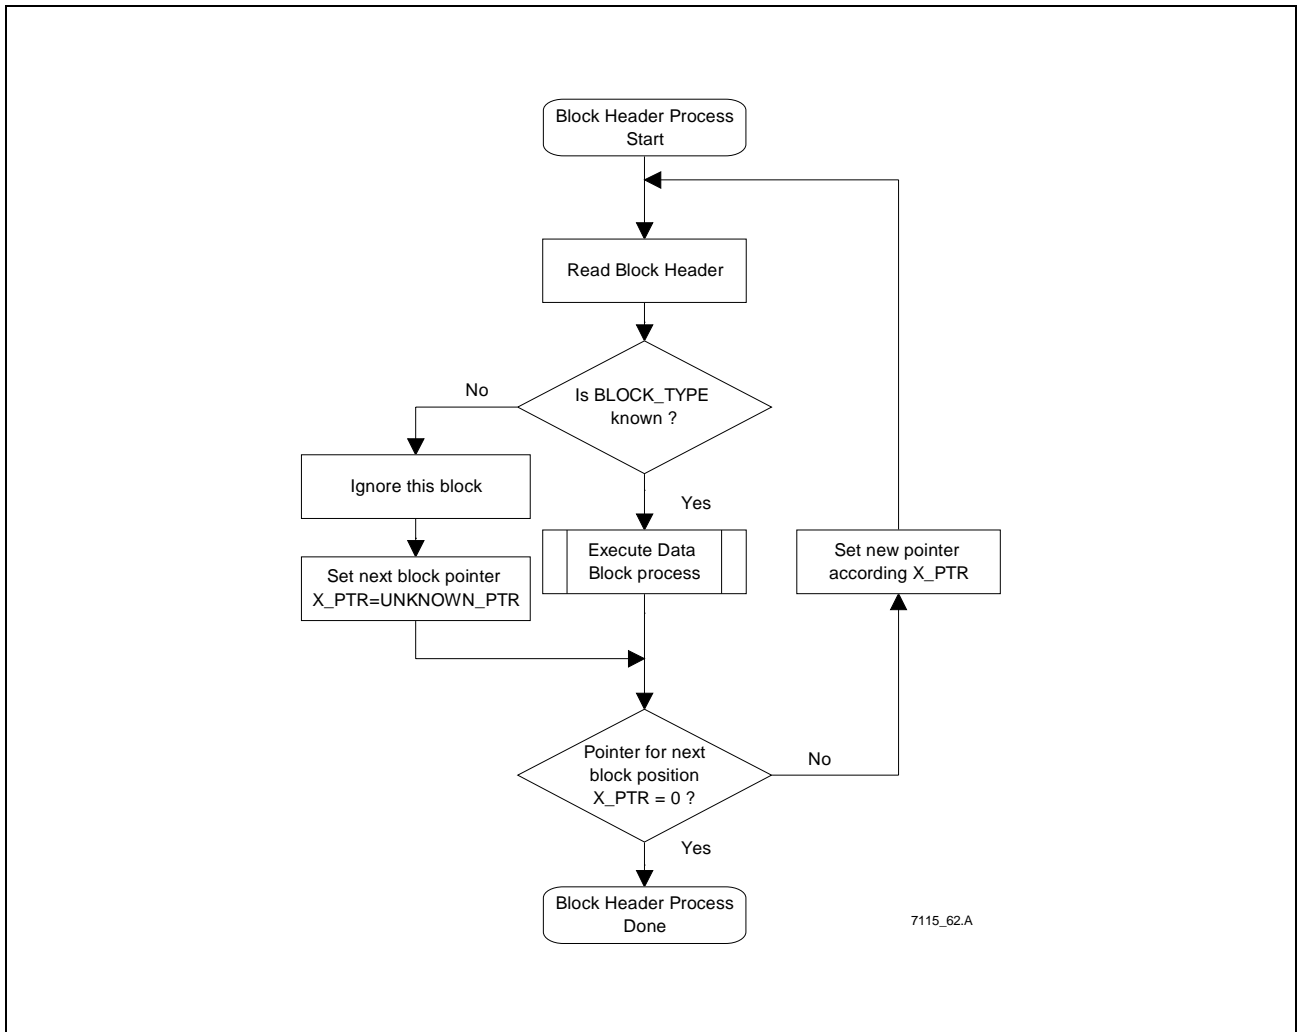 Block Header Process
Start
Read Block Header
Is BLOCK_TYPE
known ?
No
Yes
Ignore this block
Set next block pointer
X_PTR=UNKNOWN_PTR
Execute Data
Block process
Set new pointer
according X_PTR
Pointer for next
block position
X_PTR = 0 ?
No
Yes
Block Header Process
Done
7115_62.A